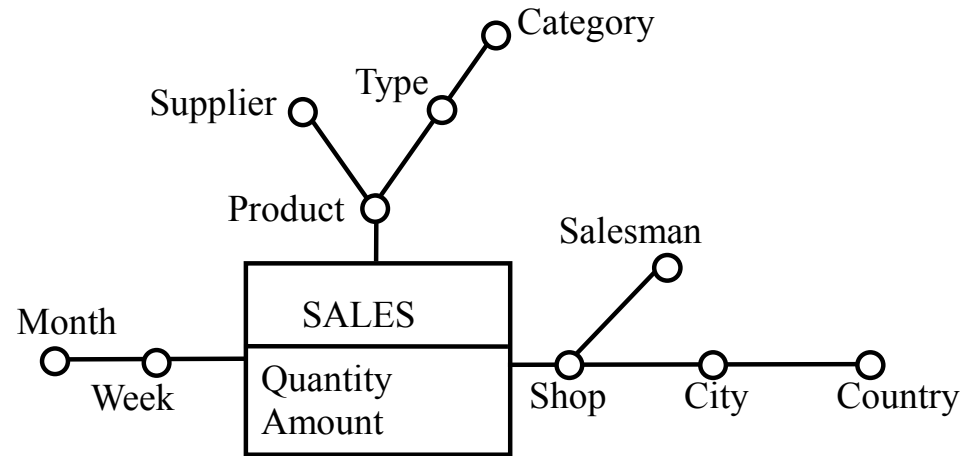 Category
Type
Supplier
Product
Salesman
SALES
Month
Week
Quantity
Amount
Shop
City
Country